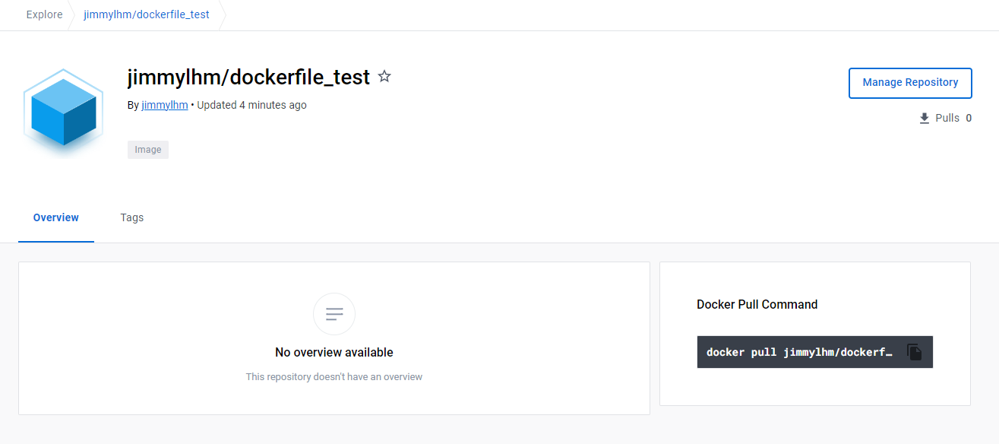 Explore
jimmylhm/dockerfile_test
jimmylhm/dockerfile_test
Manage Repository
By jimmylhm • Updated 4 minutes ago
Pulls 0
Image
Overview
Tags
No overview available
This repository doesn't have an overview
Docker Pull Command
docker pull jimmylhm/dockerf…